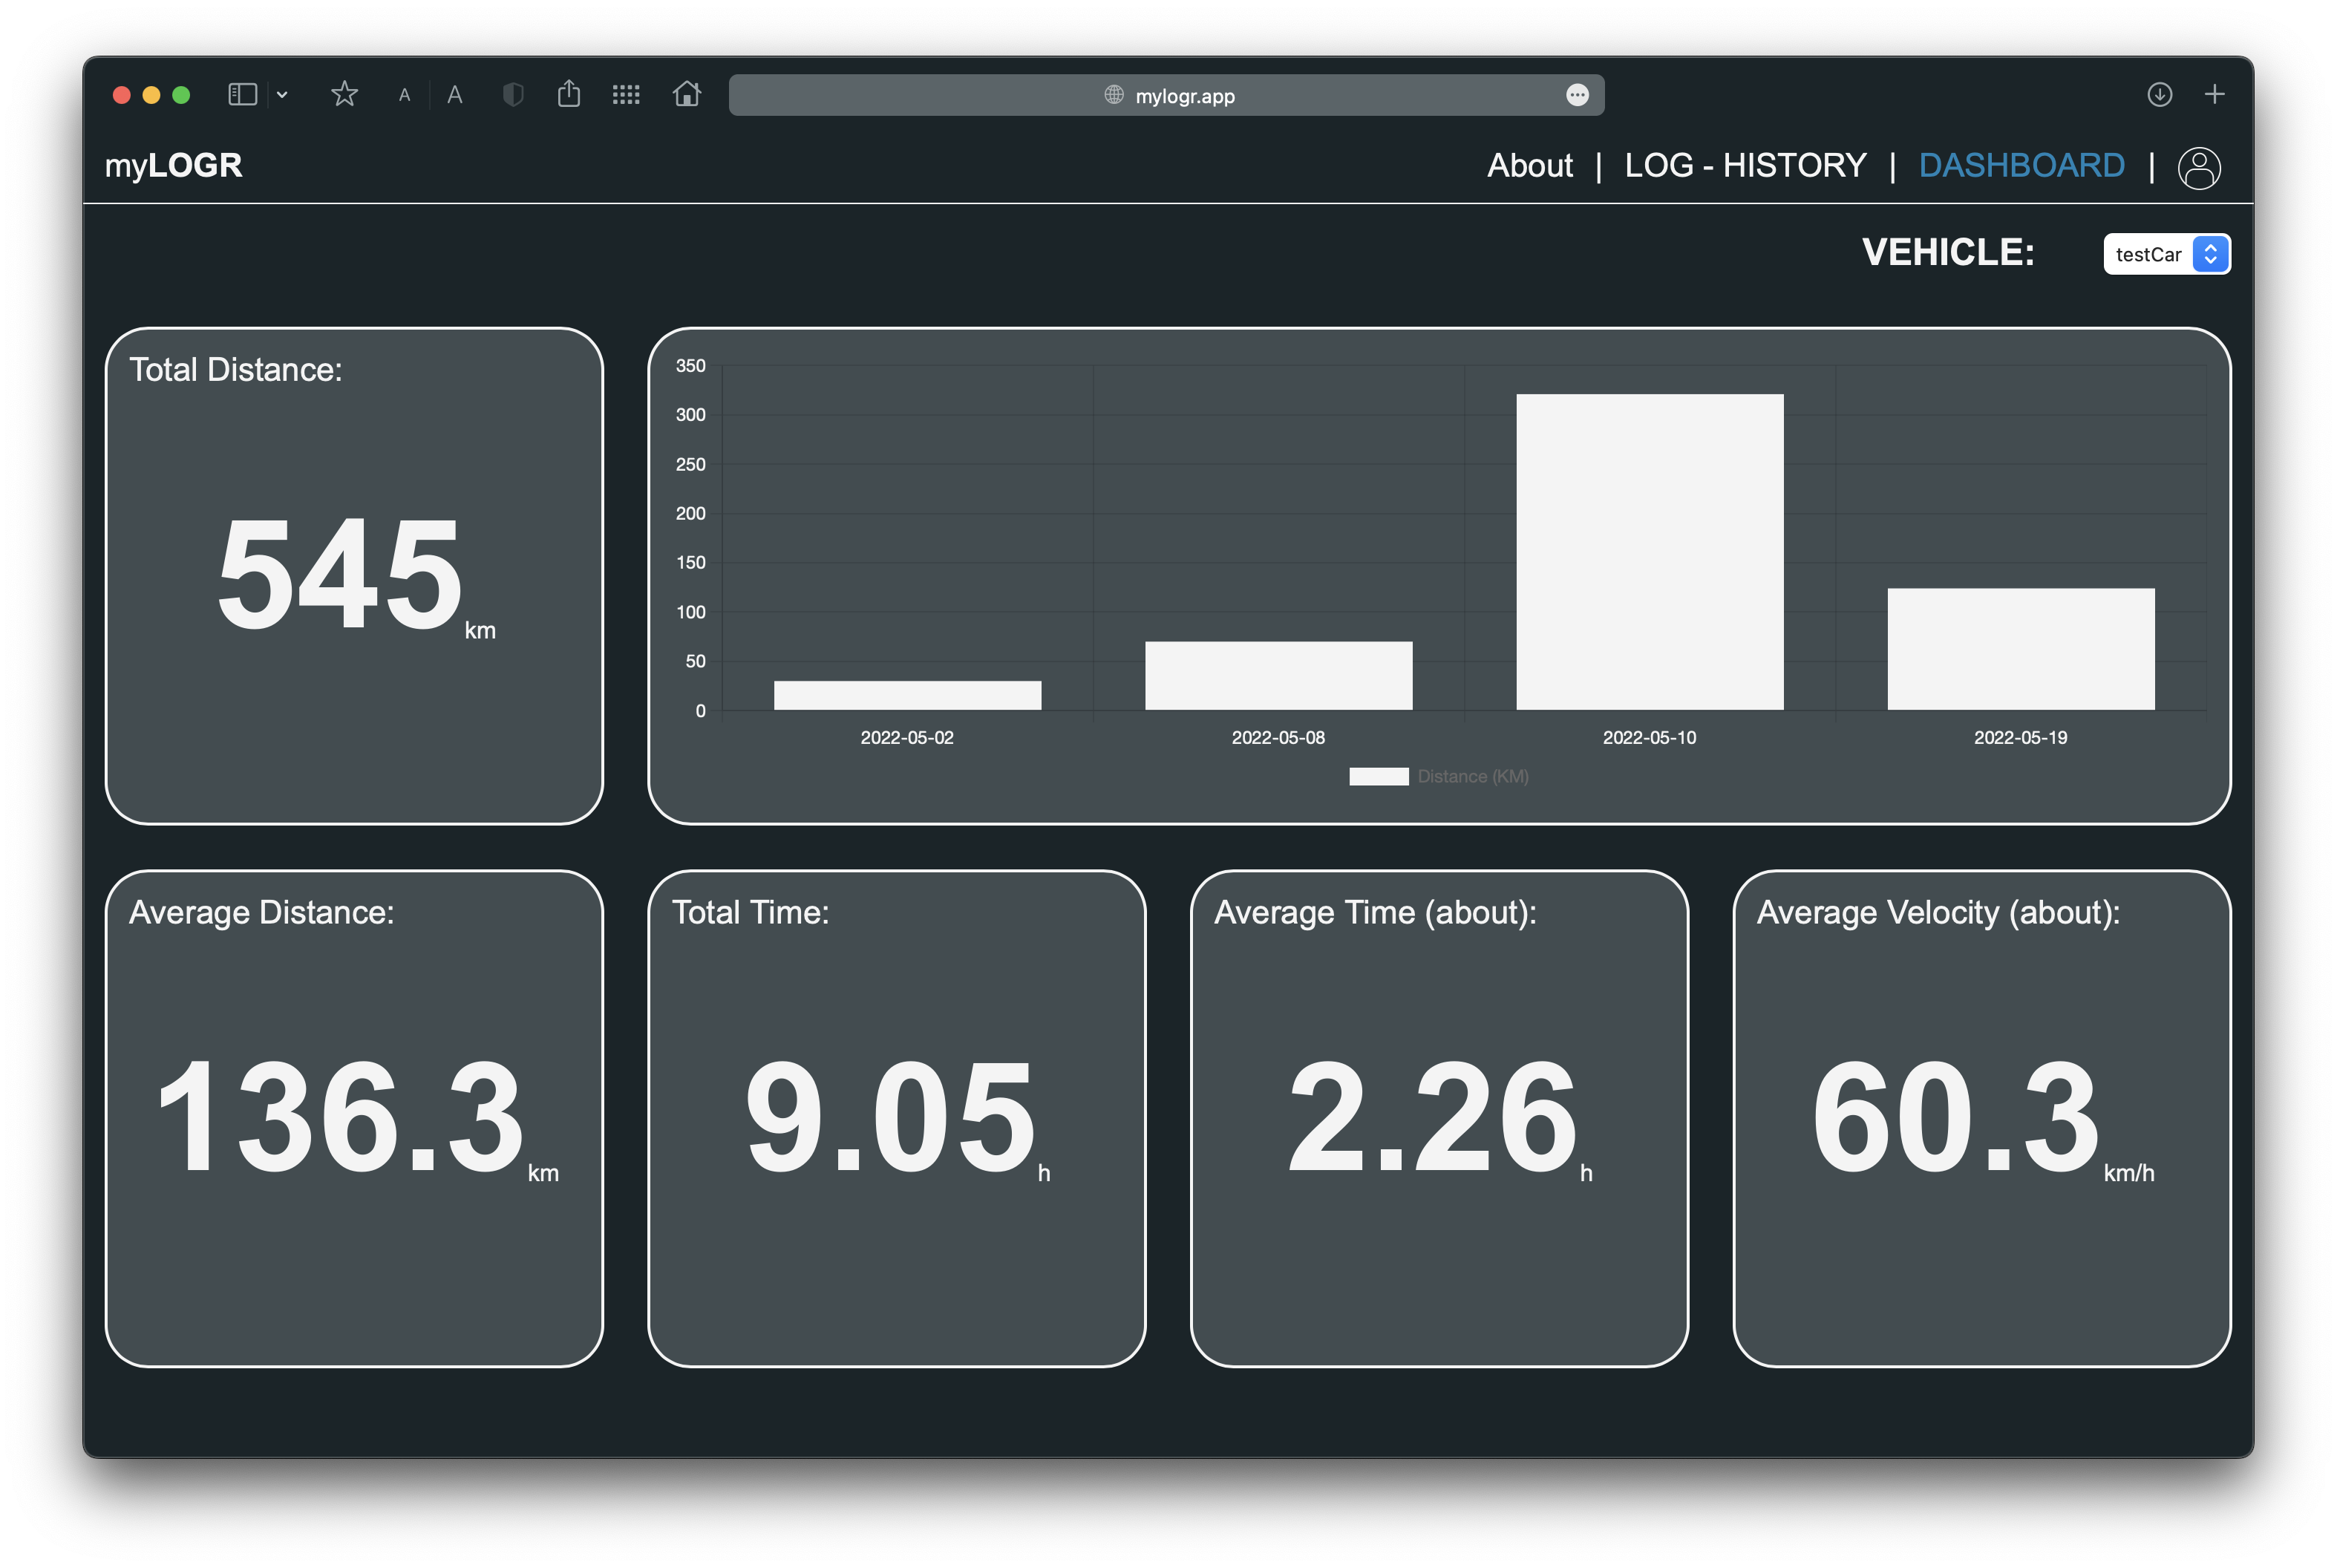 A A mylogr.app
myLOGR About | LOG - HISTORY | DASHBOARD |
VEHICLE: testCar
Total Distance:
545 km
350
300
250
200
150
100
50
0
2022-05-02 2022-05-08 2022-05-10 2022-05-19
Distance (KM)
Average Distance:
136.3 km
Total Time:
9.05 h
Average Time (about):
2.26 h
Average Velocity (about):
60.3 km/h